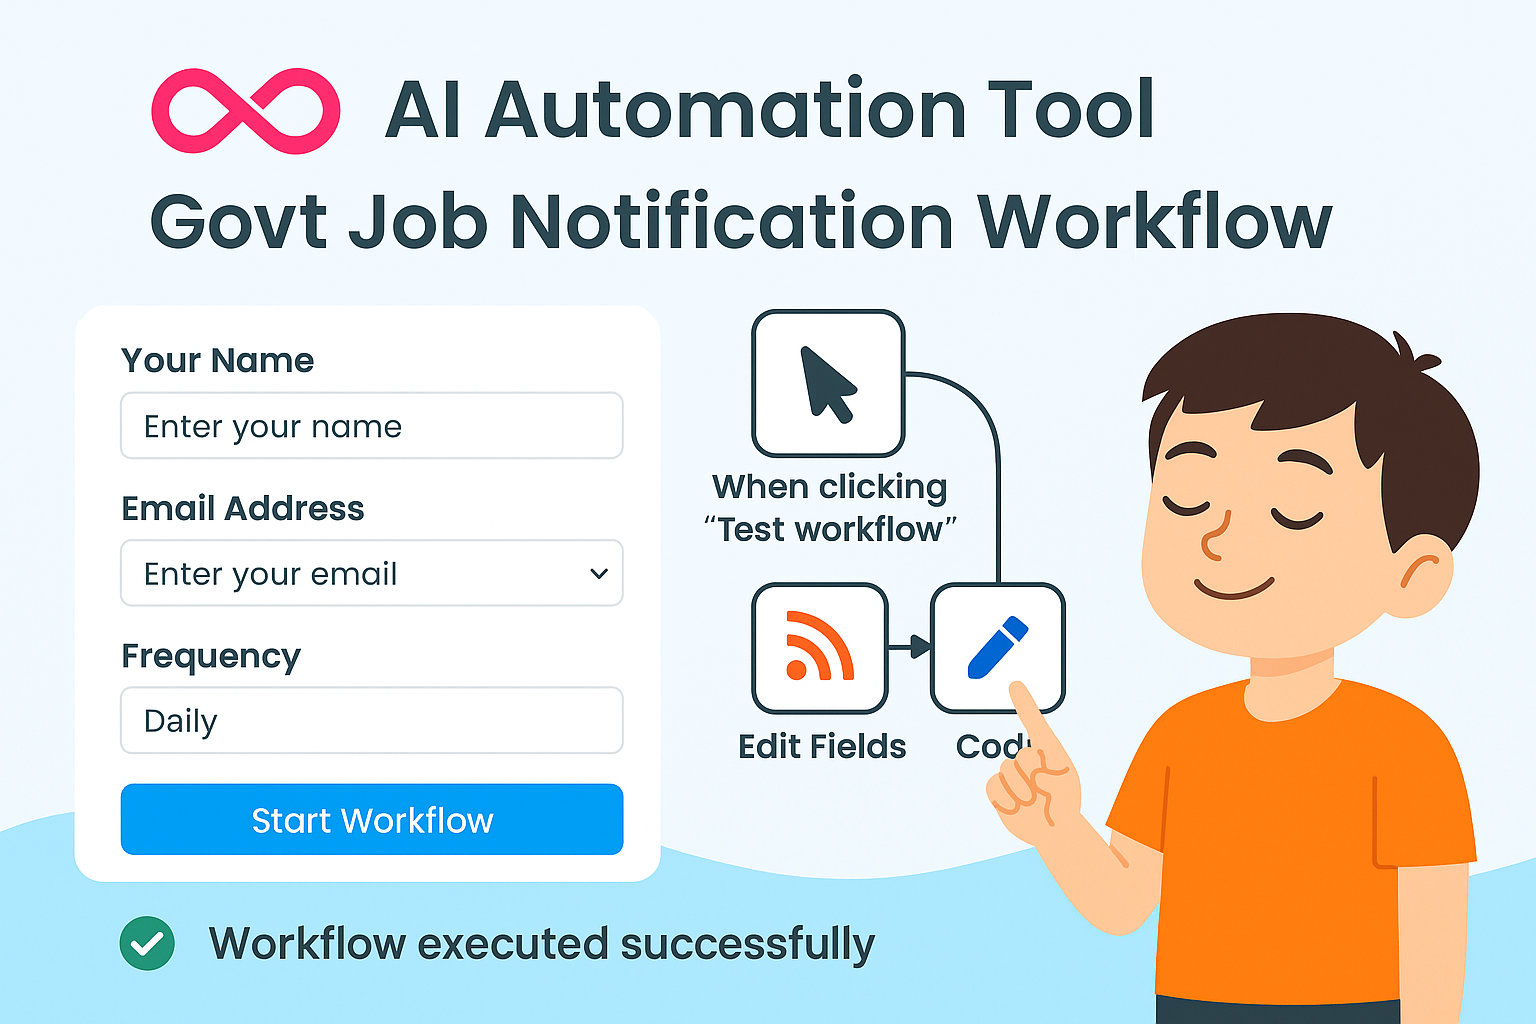 AI Automation Tool
Govt Job Notification Workflow
Your Name
Enter your name
Email Address
Enter your email
Frequency
Daily
Start Workflow
When clicking
“Test workflow”
Edit Fields
Workflow executed successfully